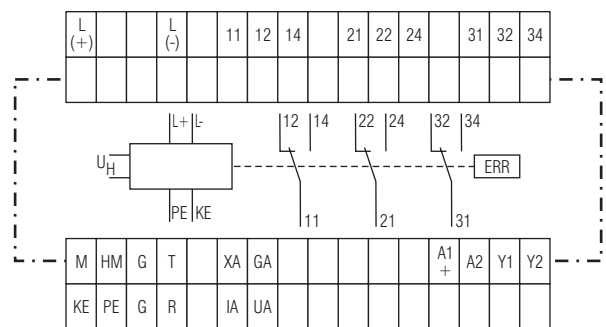 L L
(+) (-) 11 12 14 21 22 24 31 32 34
L+ L- 12 14 22 24 32 34
UH ERR
PE KE 11 21 31
M HM G T XA GA A1 + A2 Y1 Y2
KE PE G R IA UA